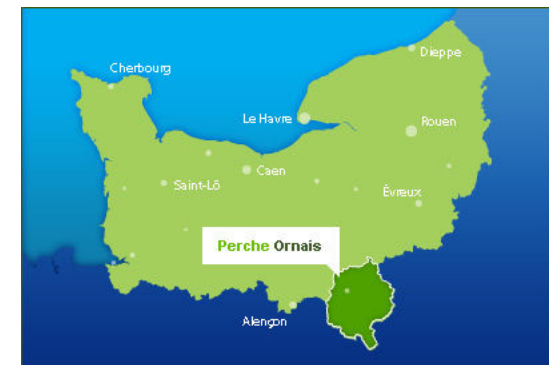 Dieppe
Cherbourg
Le Havre
Rouen
Caen
Saint-Lô
Évreux
Perche Ornais
Alençon